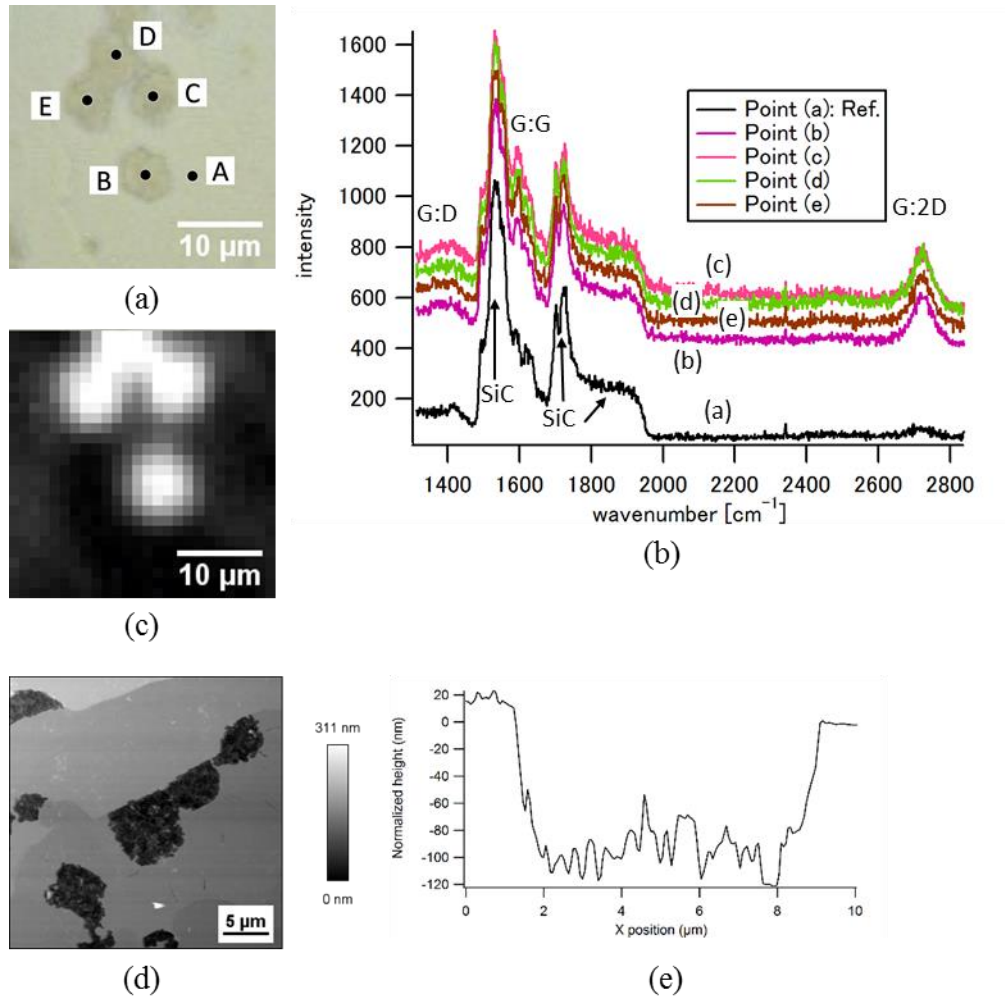 D
E
C
B
A
10 µm
(a)
1600
1400
1200
1000
800
600
400
200
intensity
G:D
G:G
G:2D
Point (a): Ref.
Point (b)
Point (c)
Point (d)
Point (e)
(c)
(d)
(e)
(b)
(a)
SiC
SiC
1400 1600 1800 2000 2200 2400 2600 2800
wavenumber [cm⁻¹]
(b)
10 µm
(c)
5 µm
(d)
311 nm
0 nm
20
0
-20
-40
-60
-80
-100
-120
Normalized height (nm)
0 2 4 6 8 10
X position (µm)
(e)